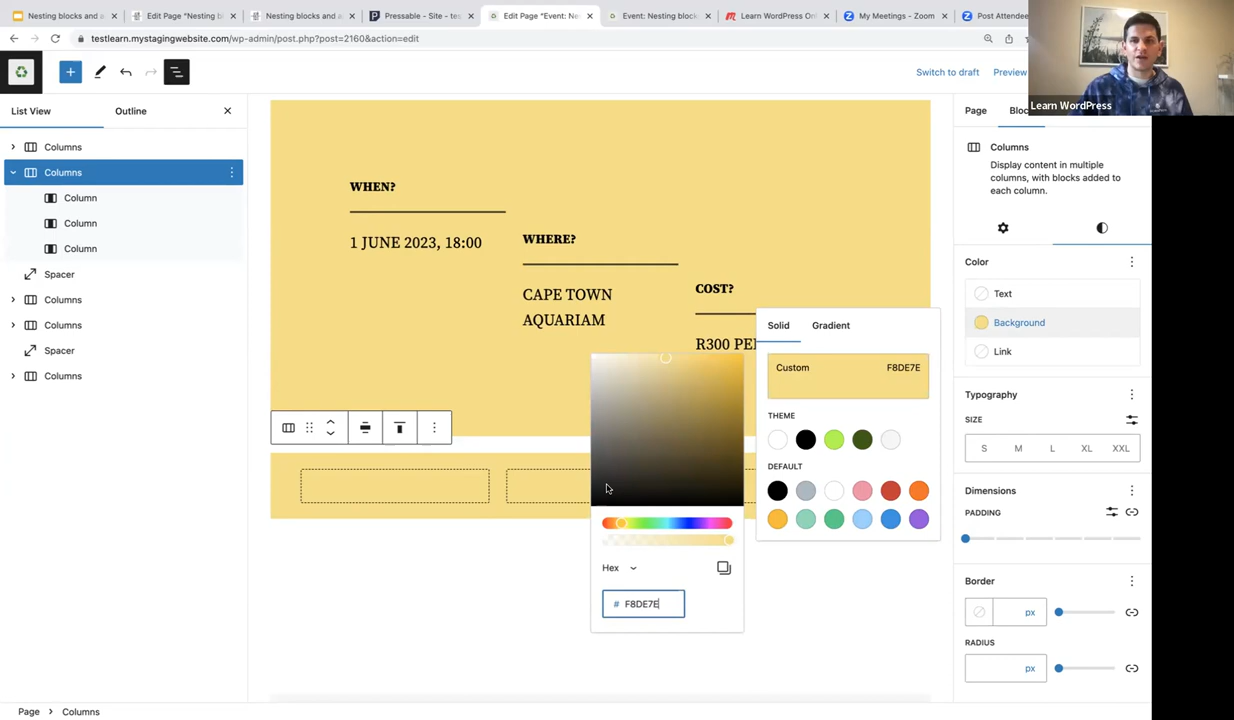 Nesting blocks and a
Edit Page "Nesting bl
Nesting blocks and a
Pressable - Site - tes
Edit Page "Event: Ne
Event: Nesting block
Learn WordPress Onl
My Meetings - Zoom
Post Attendee
testlearn.mystagingwebsite.com/wp-admin/post.php?post=2160&action=edit
Switch to draft
Preview
Learn WordPress
List View
Outline
Page
Bloc
Columns
Columns
Column
Column
Column
Spacer
Columns
Columns
Spacer
Columns
WHEN?
1 JUNE 2023, 18:00
WHERE?
CAPE TOWN
AQUARIAM
COST?
R300 PE
Solid
Gradient
Custom
F8DE7E
THEME
DEFAULT
Hex
# F8DE7E
Columns
Display content in multiple
columns, with blocks added to
each column.
Color
Text
Background
Link
Typography
SIZE
S M L XL XXL
Dimensions
PADDING
Border
px
RADIUS
px
Page › Columns